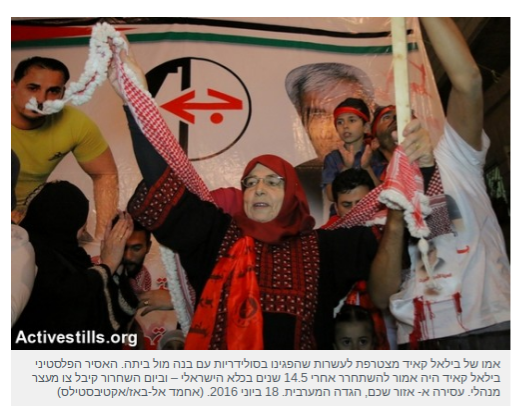 Activestills.org
אמו של בילאל קאיד מצטרפת לעשרות שהפגינו בסולידריות עם בנה מול ביתה. האסיר הפלסטיני
בילאל קאיד היה אמור להשתחרר אחרי 14.5 שנים בכלא הישראלי – וביום השחרור קיבל צו מעצר
מנהלי. עסירה א- אזור שכם, הגדה המערבית. 18 ביוני 2016. (אחמד אל-באז/אקטיבסטילס)